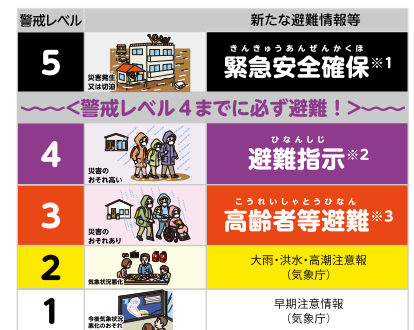 警戒レベル
新たな避難情報等
5
災害発生
又は切迫
きんきゅうあんぜんかくほ
緊急安全確保※1
<警戒レベル4までに必ず避難！>
4
災害の
おそれ高い
ひなんしじ
避難指示※2
3
災害の
おそれあり
こうれいしゃとうひなん
高齢者等避難※3
2
気象状況悪化
大雨・洪水・高潮注意報
（気象庁）
1
今後気象状況
悪化のおそれ
早期注意情報
（気象庁）